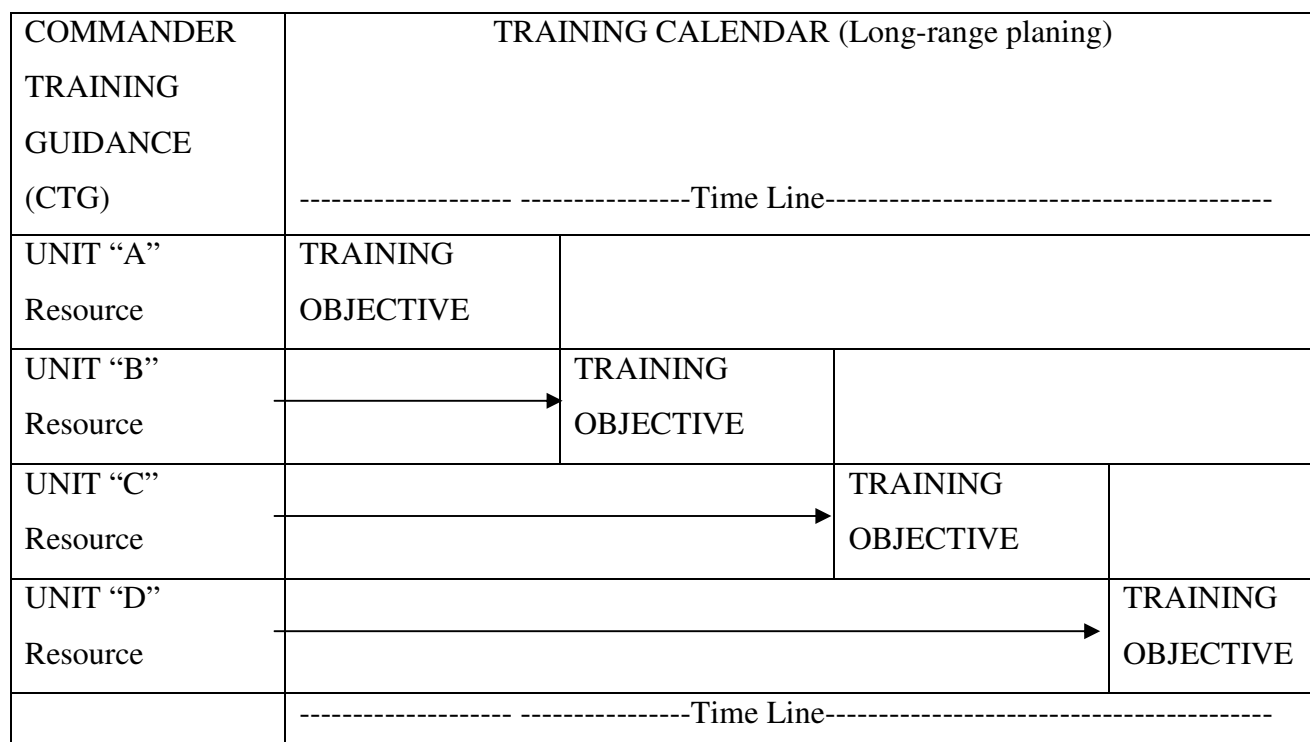 COMMANDER
TRAINING
GUIDANCE
(CTG)
TRAINING CALENDAR (Long-range planing)
-------------------- ----------------Time Line------------------------------------------
UNIT “A”
Resource
TRAINING
OBJECTIVE
UNIT “B”
Resource
TRAINING
OBJECTIVE
UNIT “C”
Resource
TRAINING
OBJECTIVE
UNIT “D”
Resource
TRAINING
OBJECTIVE
-------------------- ----------------Time Line------------------------------------------